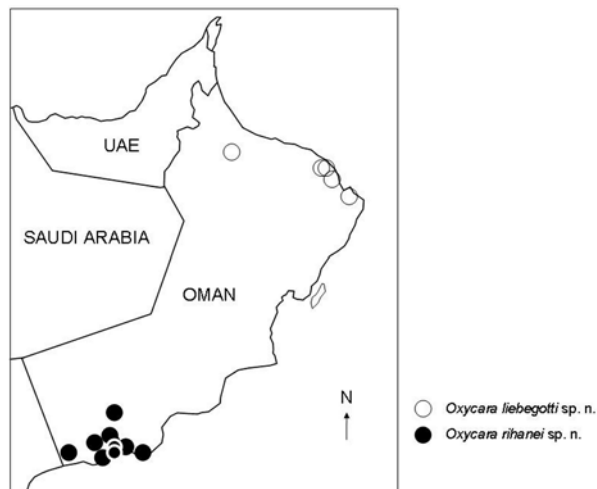 UAE
SAUDI ARABIA
OMAN
N
Oxycara liebegotti sp. n.
Oxycara rihanei sp. n.